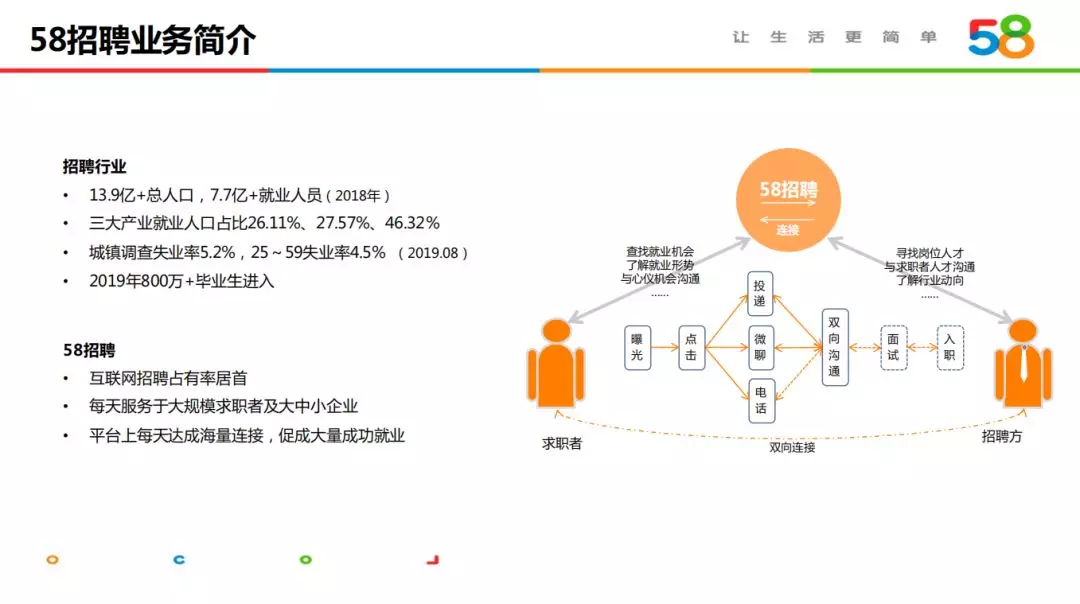 58招聘业务简介
让生活更简单
58
招聘行业
• 13.9亿+总人口，7.7亿+就业人员（2018年）
• 三大产业就业人口占比26.11%、27.57%、46.32%
• 城镇调查失业率5.2%，25～59失业率4.5% （2019.08）
• 2019年800万+毕业生进入
58招聘
• 互联网招聘占有率居首
• 每天服务于大规模求职者及大中小企业
• 平台上每天达成海量连接，促成大量成功就业
58招聘
连接
查找就业机会
了解就业形势
与心仪机会沟通
......
寻找岗位人才
与求职者人才沟通
了解行业动向
......
曝光
点击
投递
微聊
电话
双向沟通
面试
入职
求职者
双向连接
招聘方